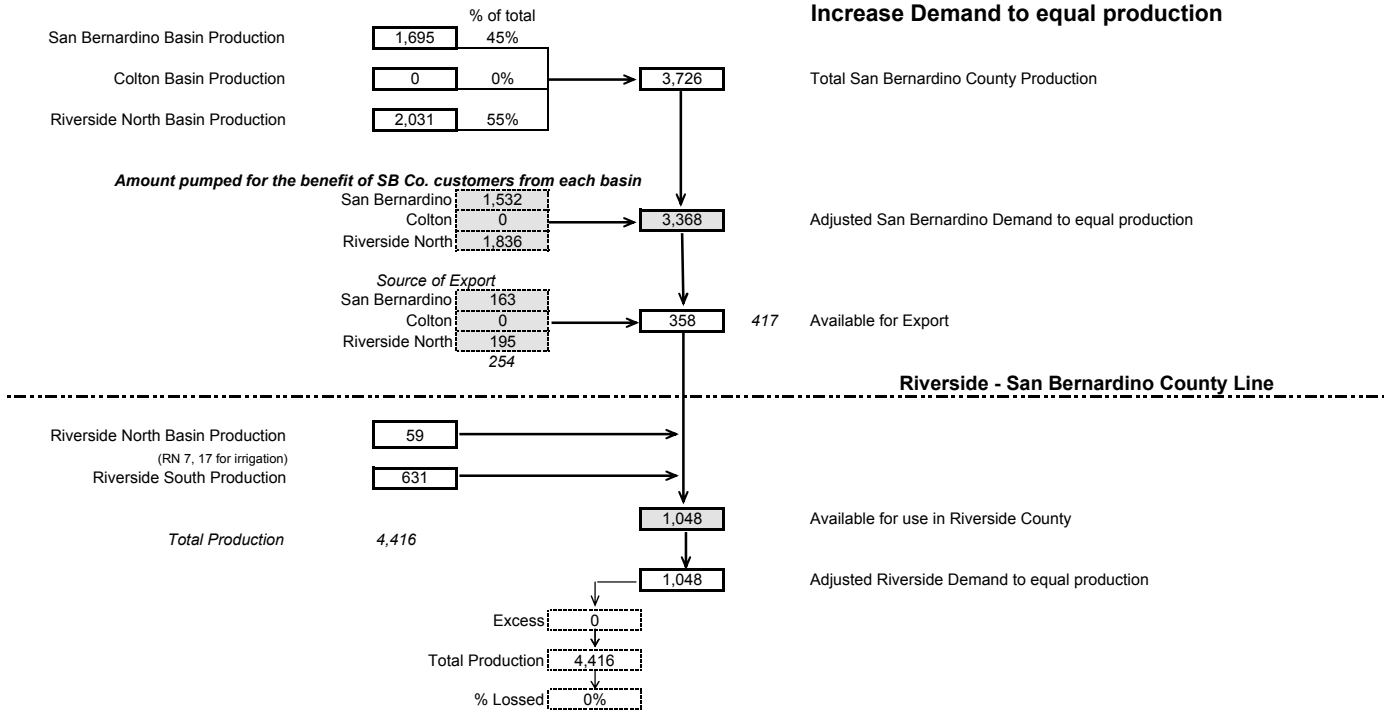 Increase Demand to equal production
% of total
San Bernardino Basin Production 1,695 45%
Colton Basin Production 0 0% 3,726 Total San Bernardino County Production
Riverside North Basin Production 2,031 55%
Amount pumped for the benefit of SB Co. customers from each basin
San Bernardino 1,532
Colton 0 3,368 Adjusted San Bernardino Demand to equal production
Riverside North 1,836
Source of Export
San Bernardino 163
Colton 0 358 417 Available for Export
Riverside North 195
254
Riverside - San Bernardino County Line
Riverside North Basin Production 59
(RN 7, 17 for irrigation)
Riverside South Production 631
1,048 Available for use in Riverside County
Total Production 4,416
1,048 Adjusted Riverside Demand to equal production
Excess 0
Total Production 4,416
% Lossed 0%